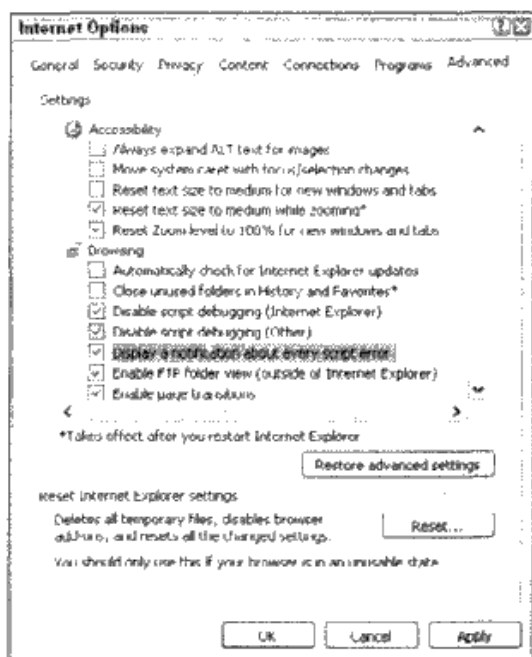 Internet Options
General Security Privacy Content Connections Programs Advanced
Settings
Accessibility
Always expand ALT text for images
Move system caret with focus/selection changes
Reset text size to medium for new windows and tabs
Reset text size to medium while zooming*
Reset Zoom level to 100% for new windows and tabs
Browsing
Automatically check for Internet Explorer updates
Close unused folders in History and Favorites*
Disable script debugging (Internet Explorer)
Disable script debugging (Other)
Display a notification about every script error
Enable FTP folder view (outside of Internet Explorer)
Enable page transitions
*Takes effect after you restart Internet Explorer
Restore advanced settings
Reset Internet Explorer settings
Deletes all temporary files, disables browser
add-ons, and resets all the changed settings.
Reset...
You should only use this if your browser is in an unusable state
OK Cancel Apply